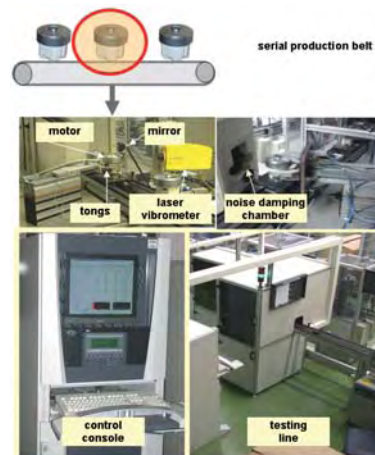 serial production belt
motor
mirror
tongs
laser
vibrometer
noise damping
chamber
control
console
testing
line